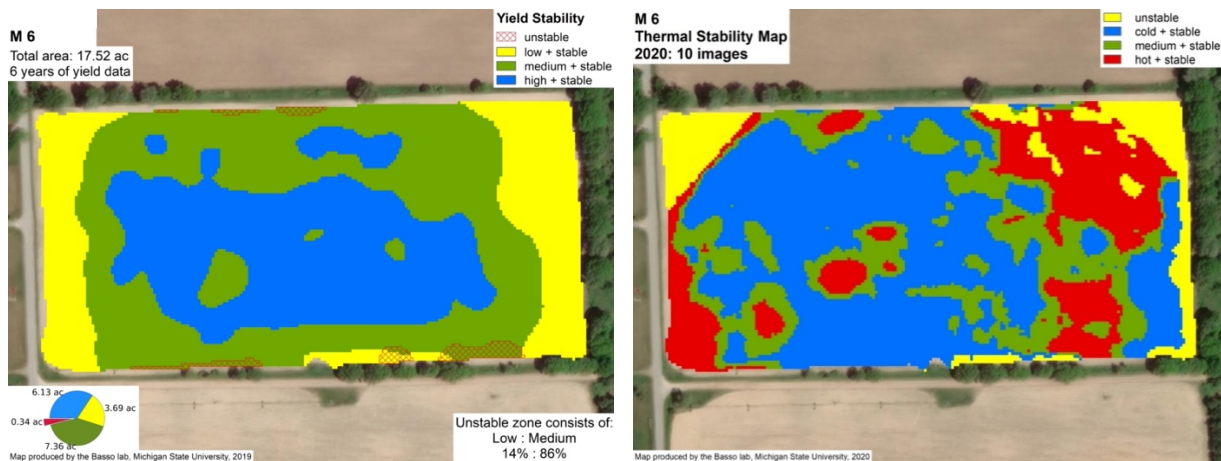 M 6
Total area: 17.52 ac
6 years of yield data
Yield Stability
unstable
low + stable
medium + stable
high + stable
6.13 ac
3.69 ac
0.34 ac
7.36 ac
Unstable zone consists of:
Low : Medium
14% : 86%
Map produced by the Basso lab, Michigan State University, 2019
M 6
Thermal Stability Map
2020: 10 images
unstable
cold + stable
medium + stable
hot + stable
Map produced by the Basso lab, Michigan State University, 2020